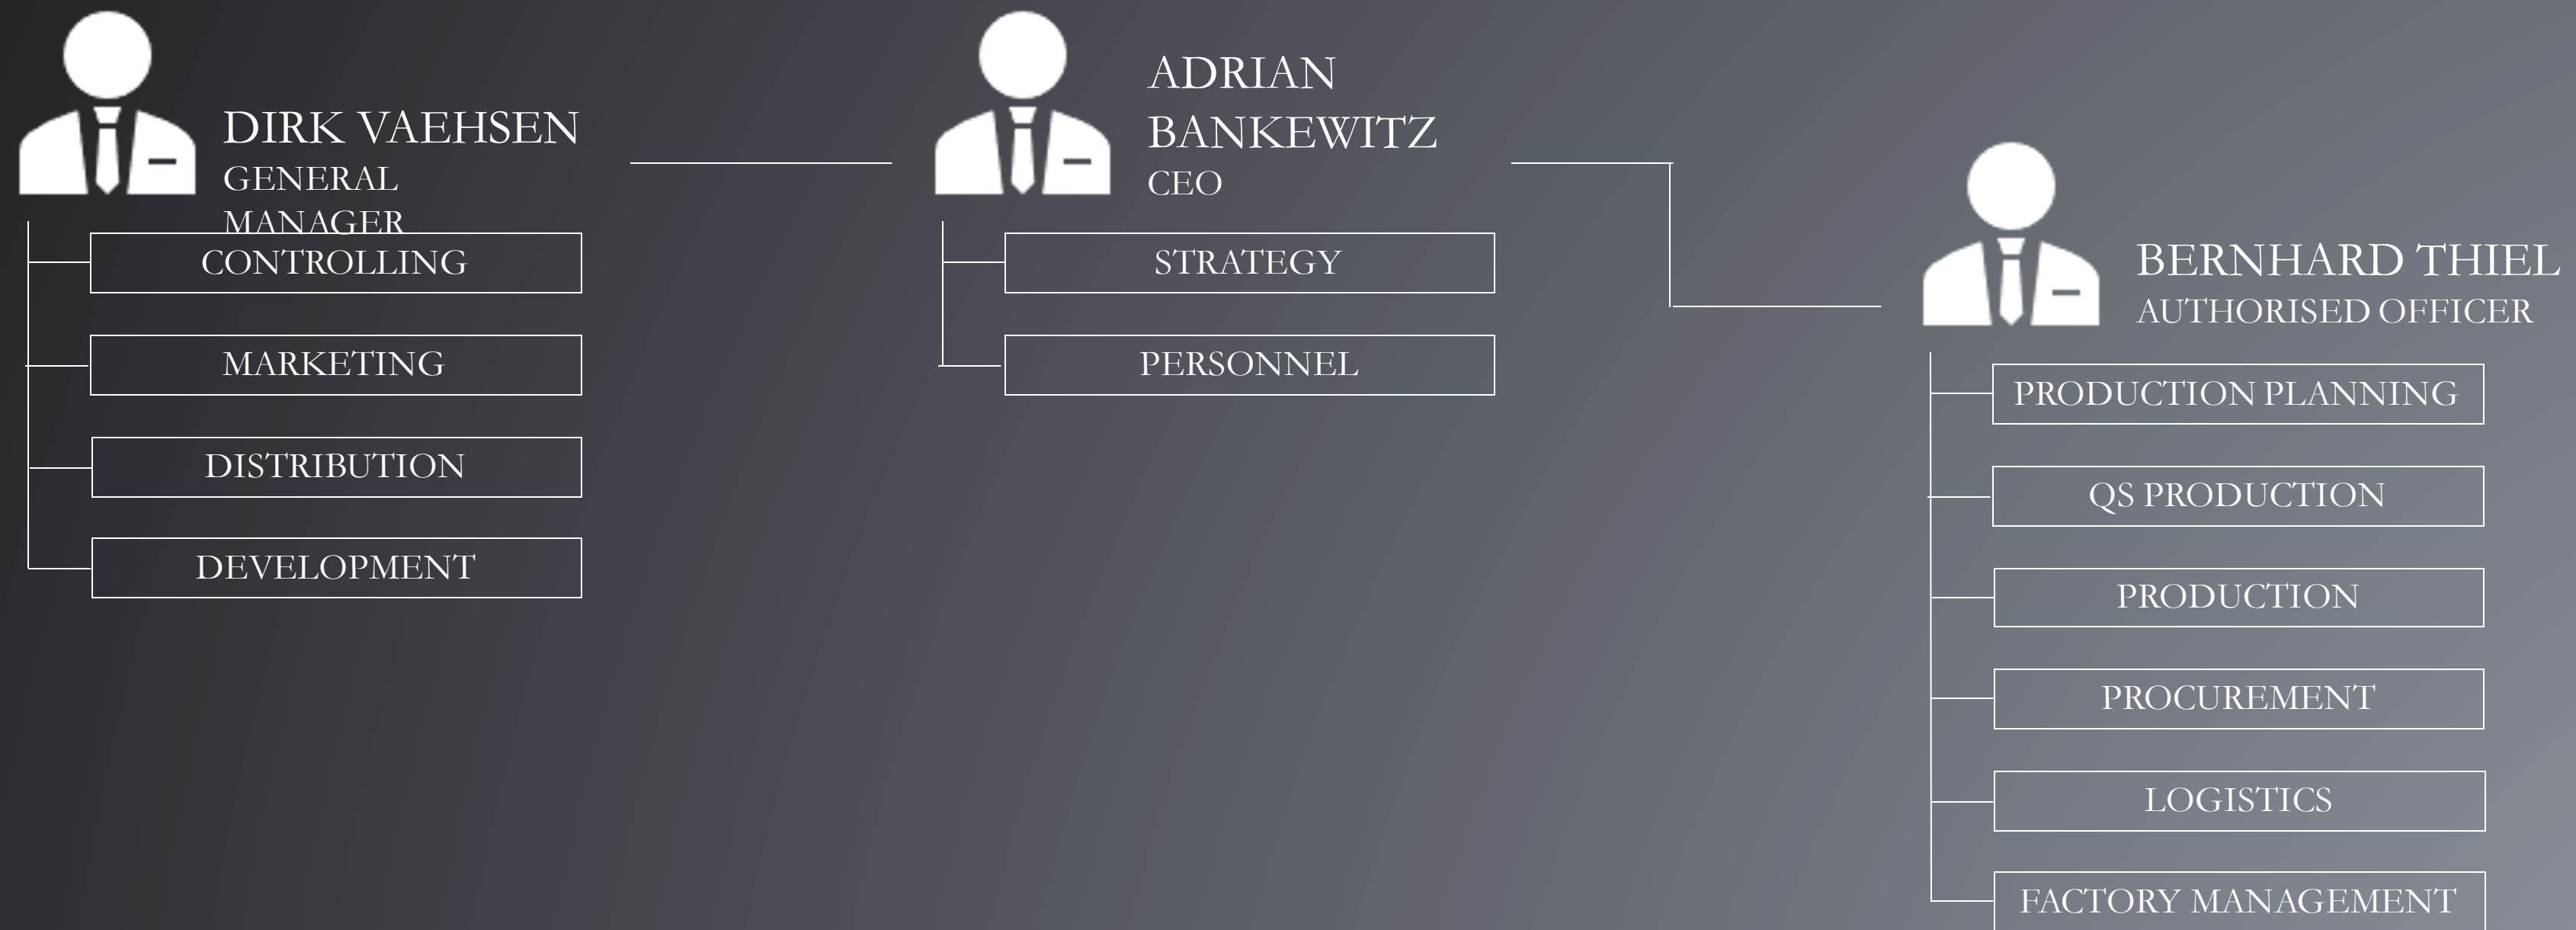 DIRK VAEHSEN
GENERAL
MANAGER
CONTROLLING
MARKETING
DISTRIBUTION
DEVELOPMENT
ADRIAN
BANKEWITZ
CEO
STRATEGY
PERSONNEL
BERNHARD THIEL
AUTHORISED OFFICER
PRODUCTION PLANNING
QS PRODUCTION
PRODUCTION
PROCUREMENT
LOGISTICS
FACTORY MANAGEMENT